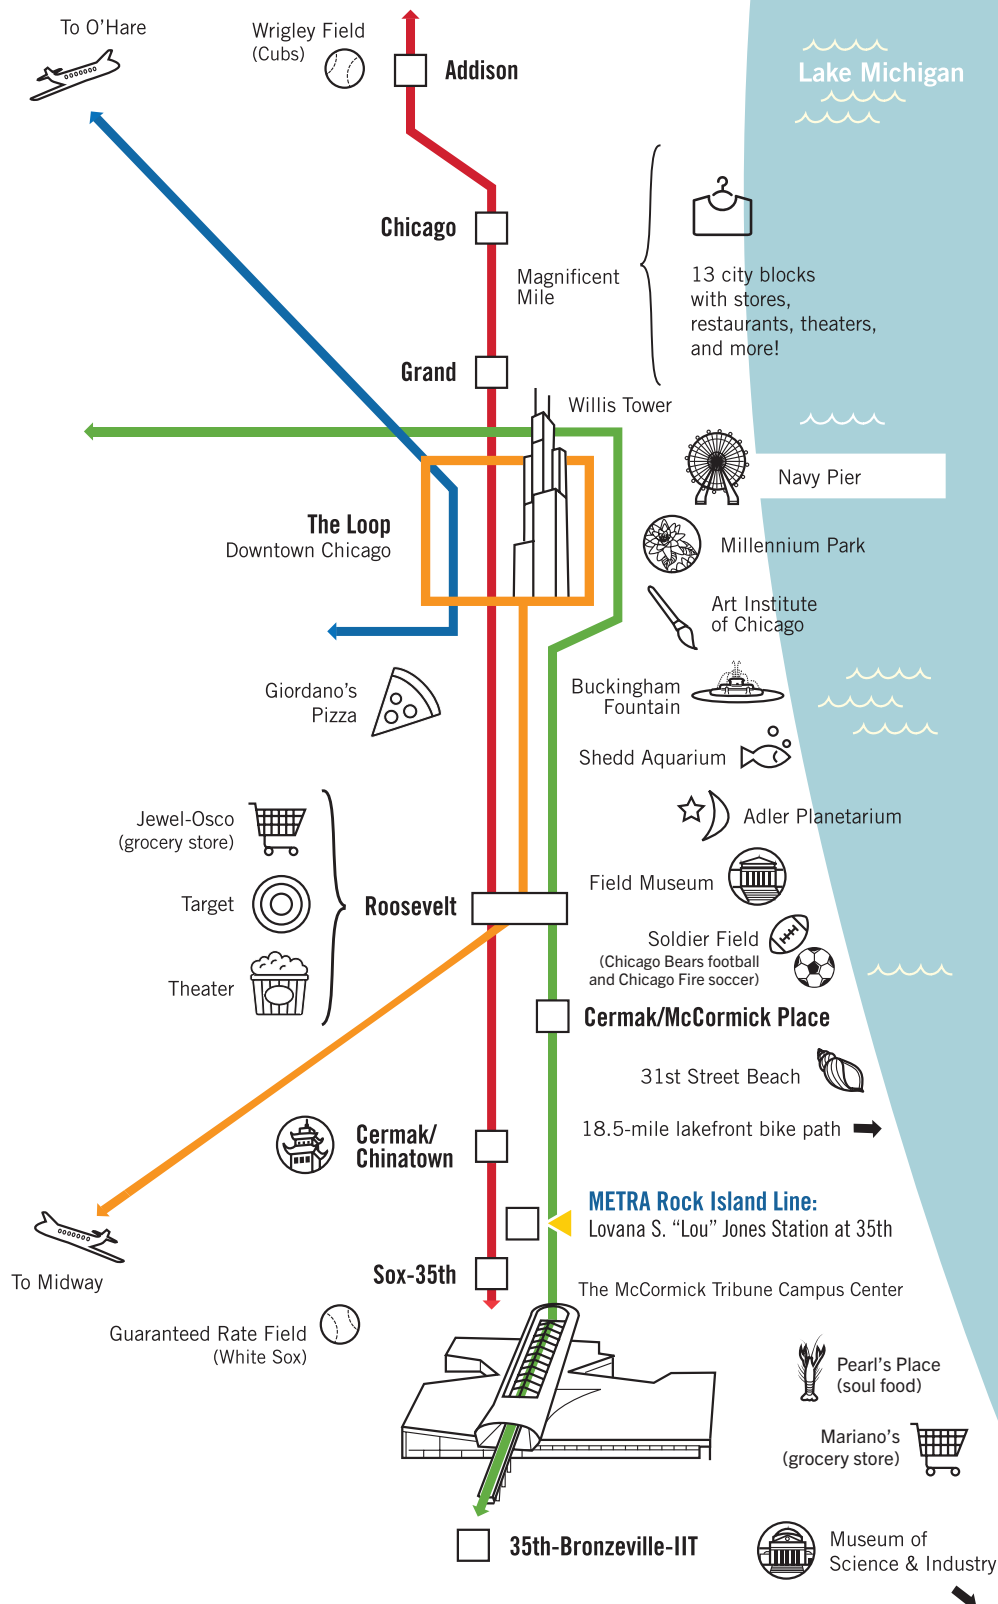 To O’Hare
Wrigley Field
(Cubs)
Addison
Lake Michigan
Chicago
Magnificent
Mile
13 city blocks
with stores,
restaurants, theaters,
and more!
Grand
Willis Tower
Navy Pier
The Loop
Downtown Chicago
Millennium Park
Art Institute
of Chicago
Giordano’s
Pizza
Buckingham
Fountain
Shedd Aquarium
Jewel-Osco
(grocery store)
Adler Planetarium
Target
Roosevelt
Field Museum
Theater
Soldier Field
(Chicago Bears football
and Chicago Fire soccer)
Cermak/McCormick Place
31st Street Beach
18.5-mile lakefront bike path
Cermak/
Chinatown
METRA Rock Island Line:
Lovana S. “Lou” Jones Station at 35th
To Midway
Sox-35th
The McCormick Tribune Campus Center
Guaranteed Rate Field
(White Sox)
Pearl’s Place
(soul food)
Mariano’s
(grocery store)
35th-Bronzeville-IIT
Museum of
Science & Industry